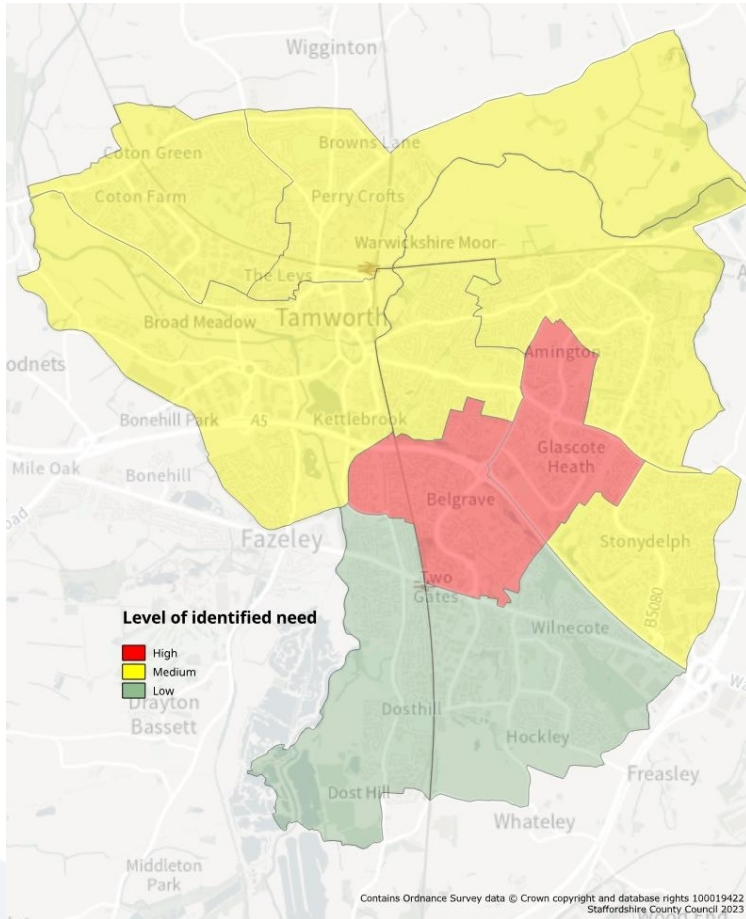 Wigginton
Coton Green
Browns Lane
Coton Farm
Perry Crofts
Warwickshire Moor
The Leys
Broad Meadow
Tamworth
Amington
odnets
Bonehill Park
A5
Kettlebrook
Glascote
Heath
Mile Oak
Bonehill
Belgrave
oad
Fazeley
Stonydelph
Two
Gates
B5080
Level of identified need
Wilnecote
High
Medium
Low
Drayton
Bassett
Dosthill
Hockley
Freasley
Dost Hill
Whateley
Middleton
Park
Contains Ordnance Survey data © Crown copyright and database rights 100019422
Staffordshire County Council 2023